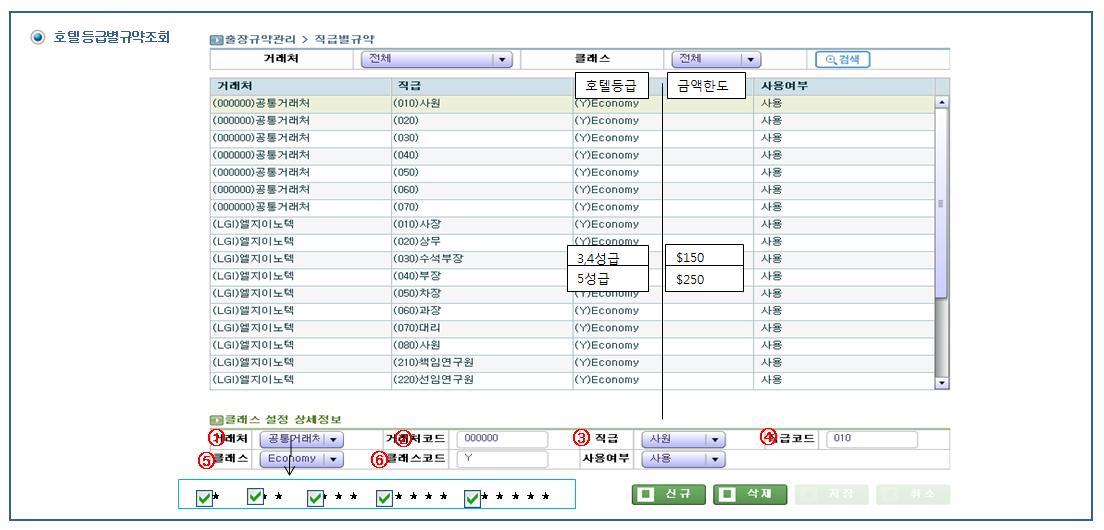 호텔등급별규약조회
출장규약관리 > 직급별규약
거래처 전체 클래스 전체 검색
거래처 직급 호텔등급 금액한도 사용여부
(000000)공통거래처 (010)사원 (Y)Economy 사용
(000000)공통거래처 (020) (Y)Economy 사용
(000000)공통거래처 (030) (Y)Economy 사용
(000000)공통거래처 (040) (Y)Economy 사용
(000000)공통거래처 (050) (Y)Economy 사용
(000000)공통거래처 (060) (Y)Economy 사용
(000000)공통거래처 (070) (Y)Economy 사용
(LGI)엘지이노텍 (010)사장 (Y)Economy 사용
(LGI)엘지이노텍 (020)상무 (Y)Economy 사용
(LGI)엘지이노텍 (030)수석부장 3,4성급 $150 사용
(LGI)엘지이노텍 (040)부장 5성급 $250 사용
(LGI)엘지이노텍 (050)차장 (Y)Economy 사용
(LGI)엘지이노텍 (060)과장 (Y)Economy 사용
(LGI)엘지이노텍 (070)대리 (Y)Economy 사용
(LGI)엘지이노텍 (080)사원 (Y)Economy 사용
(LGI)엘지이노텍 (210)책임연구원 (Y)Economy 사용
(LGI)엘지이노텍 (220)선임연구원 (Y)Economy 사용
클래스 설정 상세정보
① 거래처 공통거래처 ② 거래처코드 000000 ③ 직급 사원 ④ 직급코드 010
⑤ 클래스 Economy ⑥ 클래스코드 Y 사용여부 사용
* ** *** **** *****
신규 삭제 저장 취소